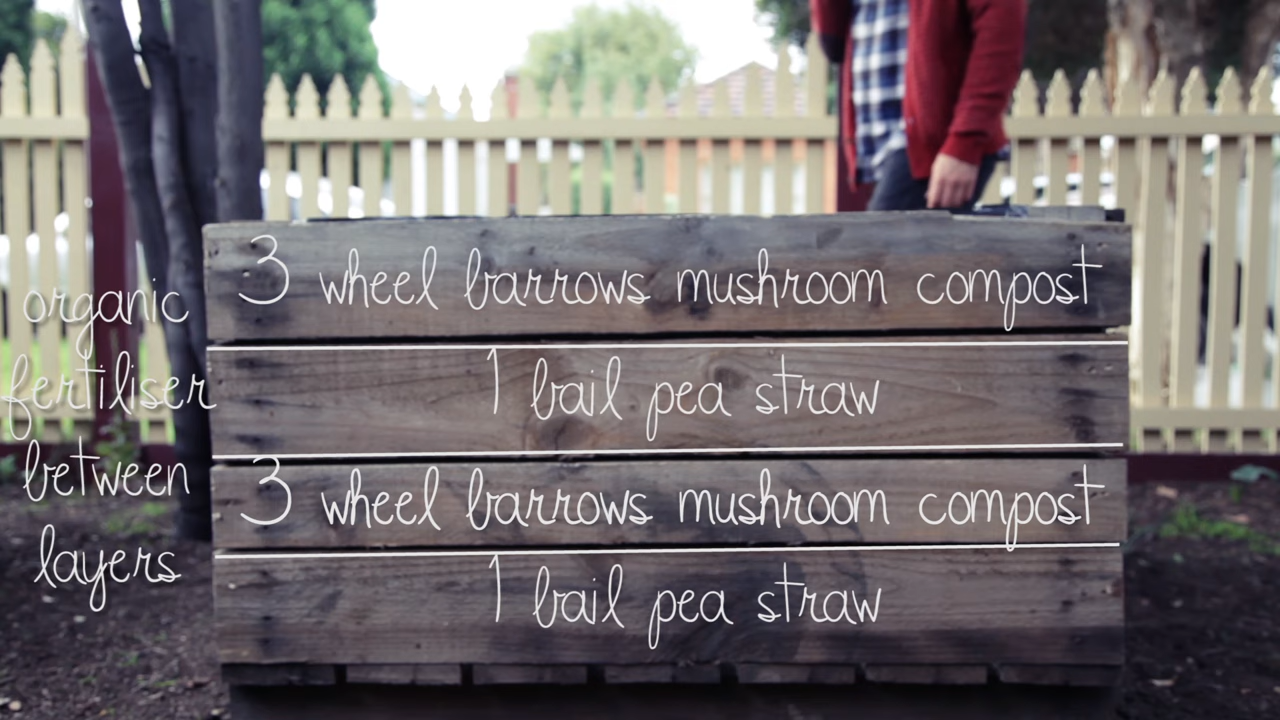 3 wheel barrows mushroom compost
1 bail pea straw
3 wheel barrows mushroom compost
1 bail pea straw
organic
fertiliser
between
layers